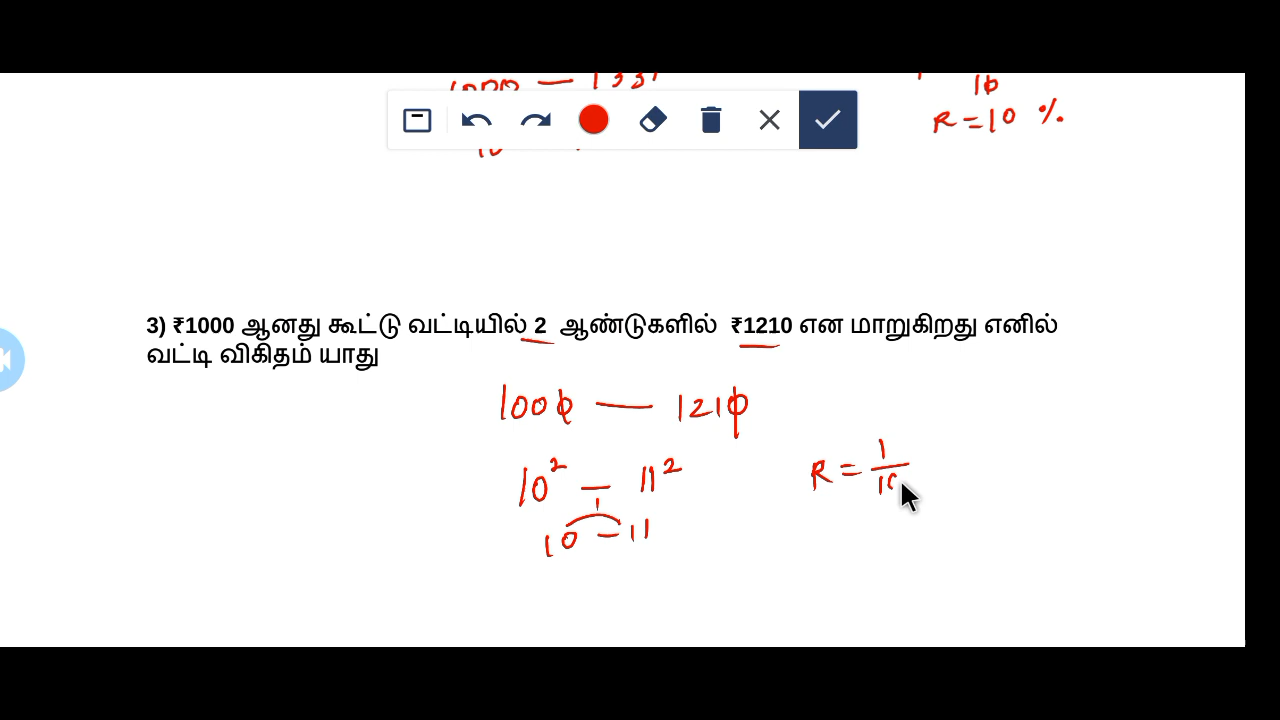 R = 10 %
3) ₹1000 ஆனது கூட்டு வட்டியில் 2 ஆண்டுகளில் ₹1210 என மாறுகிறது எனில்
வட்டி விகிதம் யாது
1000 — 1210
10² — 11²
R = 1/10
1
10 — 11